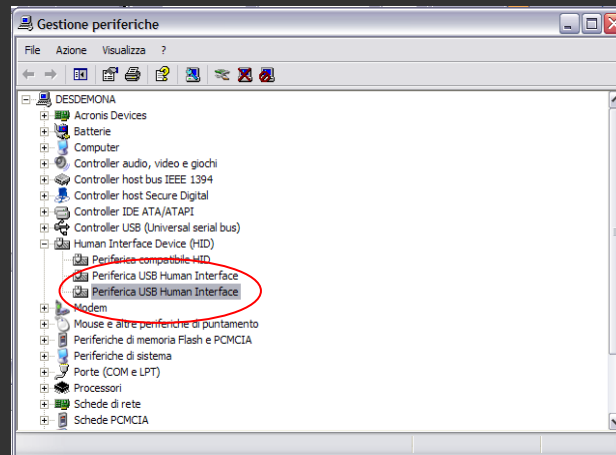 Gestione periferiche
File Azione Visualizza ?
DESDEMONA
Acronis Devices
Batterie
Computer
Controller audio, video e giochi
Controller host bus IEEE 1394
Controller host Secure Digital
Controller IDE ATA/ATAPI
Controller USB (Universal serial bus)
Human Interface Device (HID)
Periferica compatibile HID
Periferica USB Human Interface
Periferica USB Human Interface
Modem
Mouse e altre periferiche di puntamento
Periferiche di memoria Flash e PCMCIA
Periferiche di sistema
Porte (COM e LPT)
Processori
Schede di rete
Schede PCMCIA